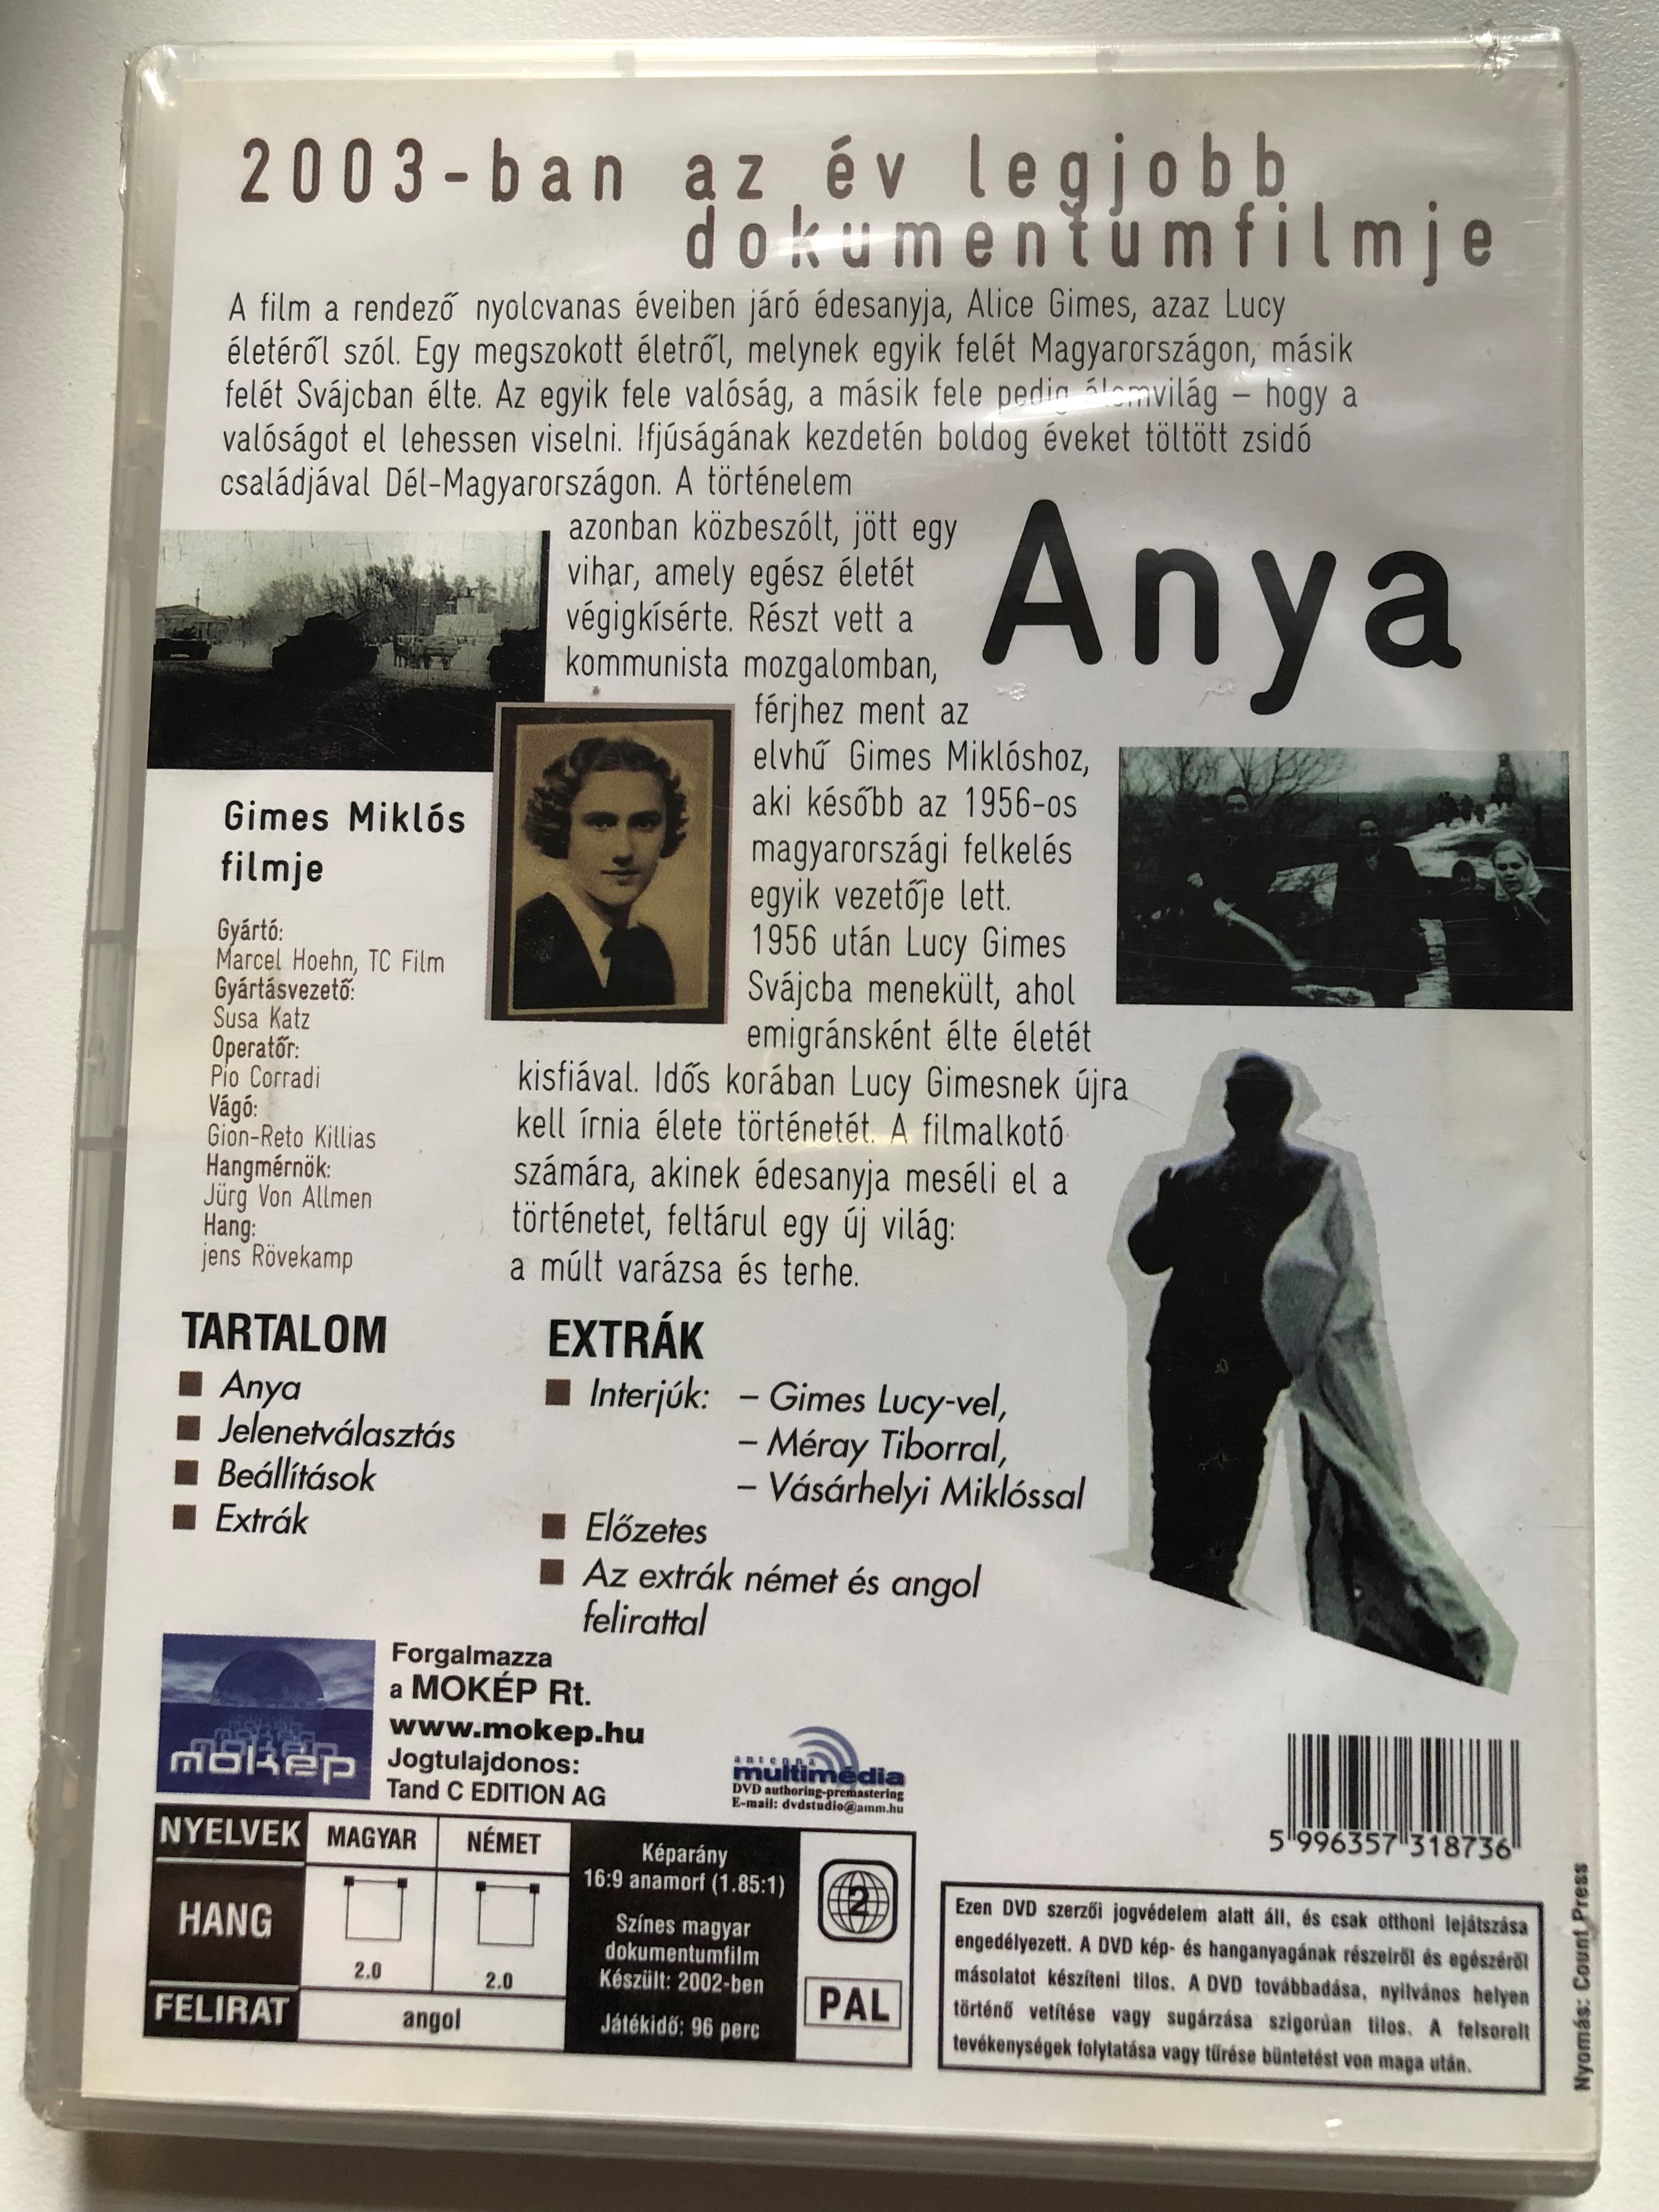 2003-ban az év legjobb
dokumentumfilmje
A film a rendező nyolcvanas éveiben járó édesanyja, Alice Gimes, azaz Lucy
életéről szól. Egy megszokott életről, melynek egyik felét Magyarországon, másik
felét Svájcban élte. Az egyik fele valóság, a másik fele pedig álomvilág – hogy a
valóságot el lehessen viselni. Ifjúságának kezdetén boldog éveket töltött zsidó
családjával Dél-Magyarországon. A történelem
azonban közbeszólt, jött egy
vihar, amely egész életét
végigkísérte. Részt vett a
kommunista mozgalomban,
férjhez ment az
elvhű Gimes Miklóshoz,
aki később az 1956-os
magyarországi felkelés
egyik vezetője lett.
1956 után Lucy Gimes
Svájcba menekült, ahol
emigránsként élte életét
kisfiával. Idős korában Lucy Gimesnek újra
kell írnia élete történetét. A filmalkotó
számára, akinek édesanyja meséli el a
történetet, feltárul egy új világ:
a múlt varázsa és terhe.
Anya
Gimes Miklós
filmje
Gyártó:
Marcel Hoehn, TC Film
Gyártásvezető:
Susa Katz
Operatőr:
Pio Corradi
Vágó:
Gion-Reto Killias
Hangmérnök:
Jürg Von Allmen
Hang:
jens Rövekamp
TARTALOM
Anya
Jelenetválasztás
Beállítások
Extrák
EXTRÁK
Interjúk: – Gimes Lucy-vel,
– Méray Tiborral,
– Vásárhelyi Miklóssal
Előzetes
Az extrák német és angol
felirattal
mokép
Forgalmazza
a MOKÉP Rt.
www.mokep.hu
Jogtulajdonos:
Tand C EDITION AG
antenna
multimédia
DVD authoring-premastering
E-mail: dvdstudio@amm.hu
5 996357 318736
NYELVEK MAGYAR NÉMET
HANG 2.0 2.0
FELIRAT angol
Képarány
16:9 anamorf (1.85:1)
Színes magyar
dokumentumfilm
Készült: 2002-ben
Játékidő: 96 perc
2
PAL
Ezen DVD szerzői jogvédelem alatt áll, és csak otthoni lejátszása
engedélyezett. A DVD kép- és hanganyagának részeiről és egészéről
másolatot készíteni tilos. A DVD továbbadása, nyilvános helyen
történő vetítése vagy sugárzása szigorúan tilos. A felsorolt
tevékenységek folytatása vagy tűrése büntetést von maga után.
Nyomás: Count Press